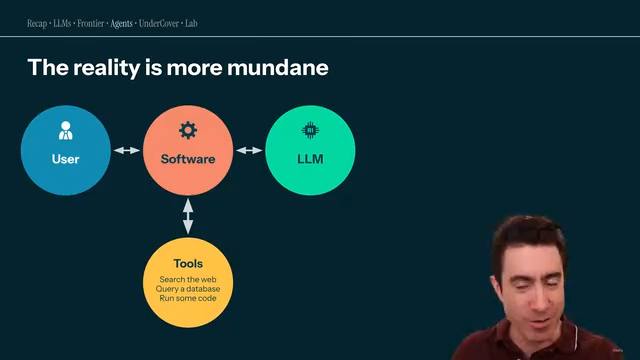 Recap • LLMs • Frontier • Agents • UnderCover • Lab
The reality is more mundane
User
Software
LLM
Tools
Search the web
Query a database
Run some code